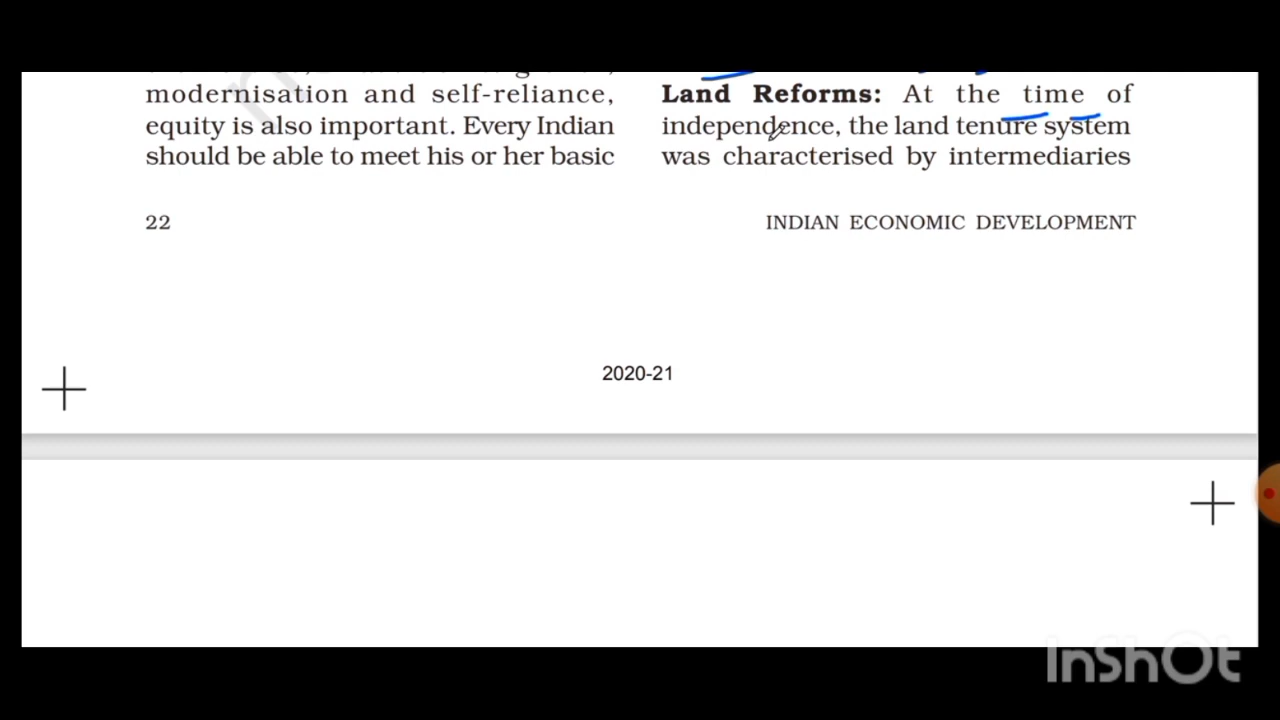 modernisation and self-reliance,
equity is also important. Every Indian
should be able to meet his or her basic
Land Reforms: At the time of
independence, the land tenure system
was characterised by intermediaries
22
INDIAN ECONOMIC DEVELOPMENT
2020-21
InShOt